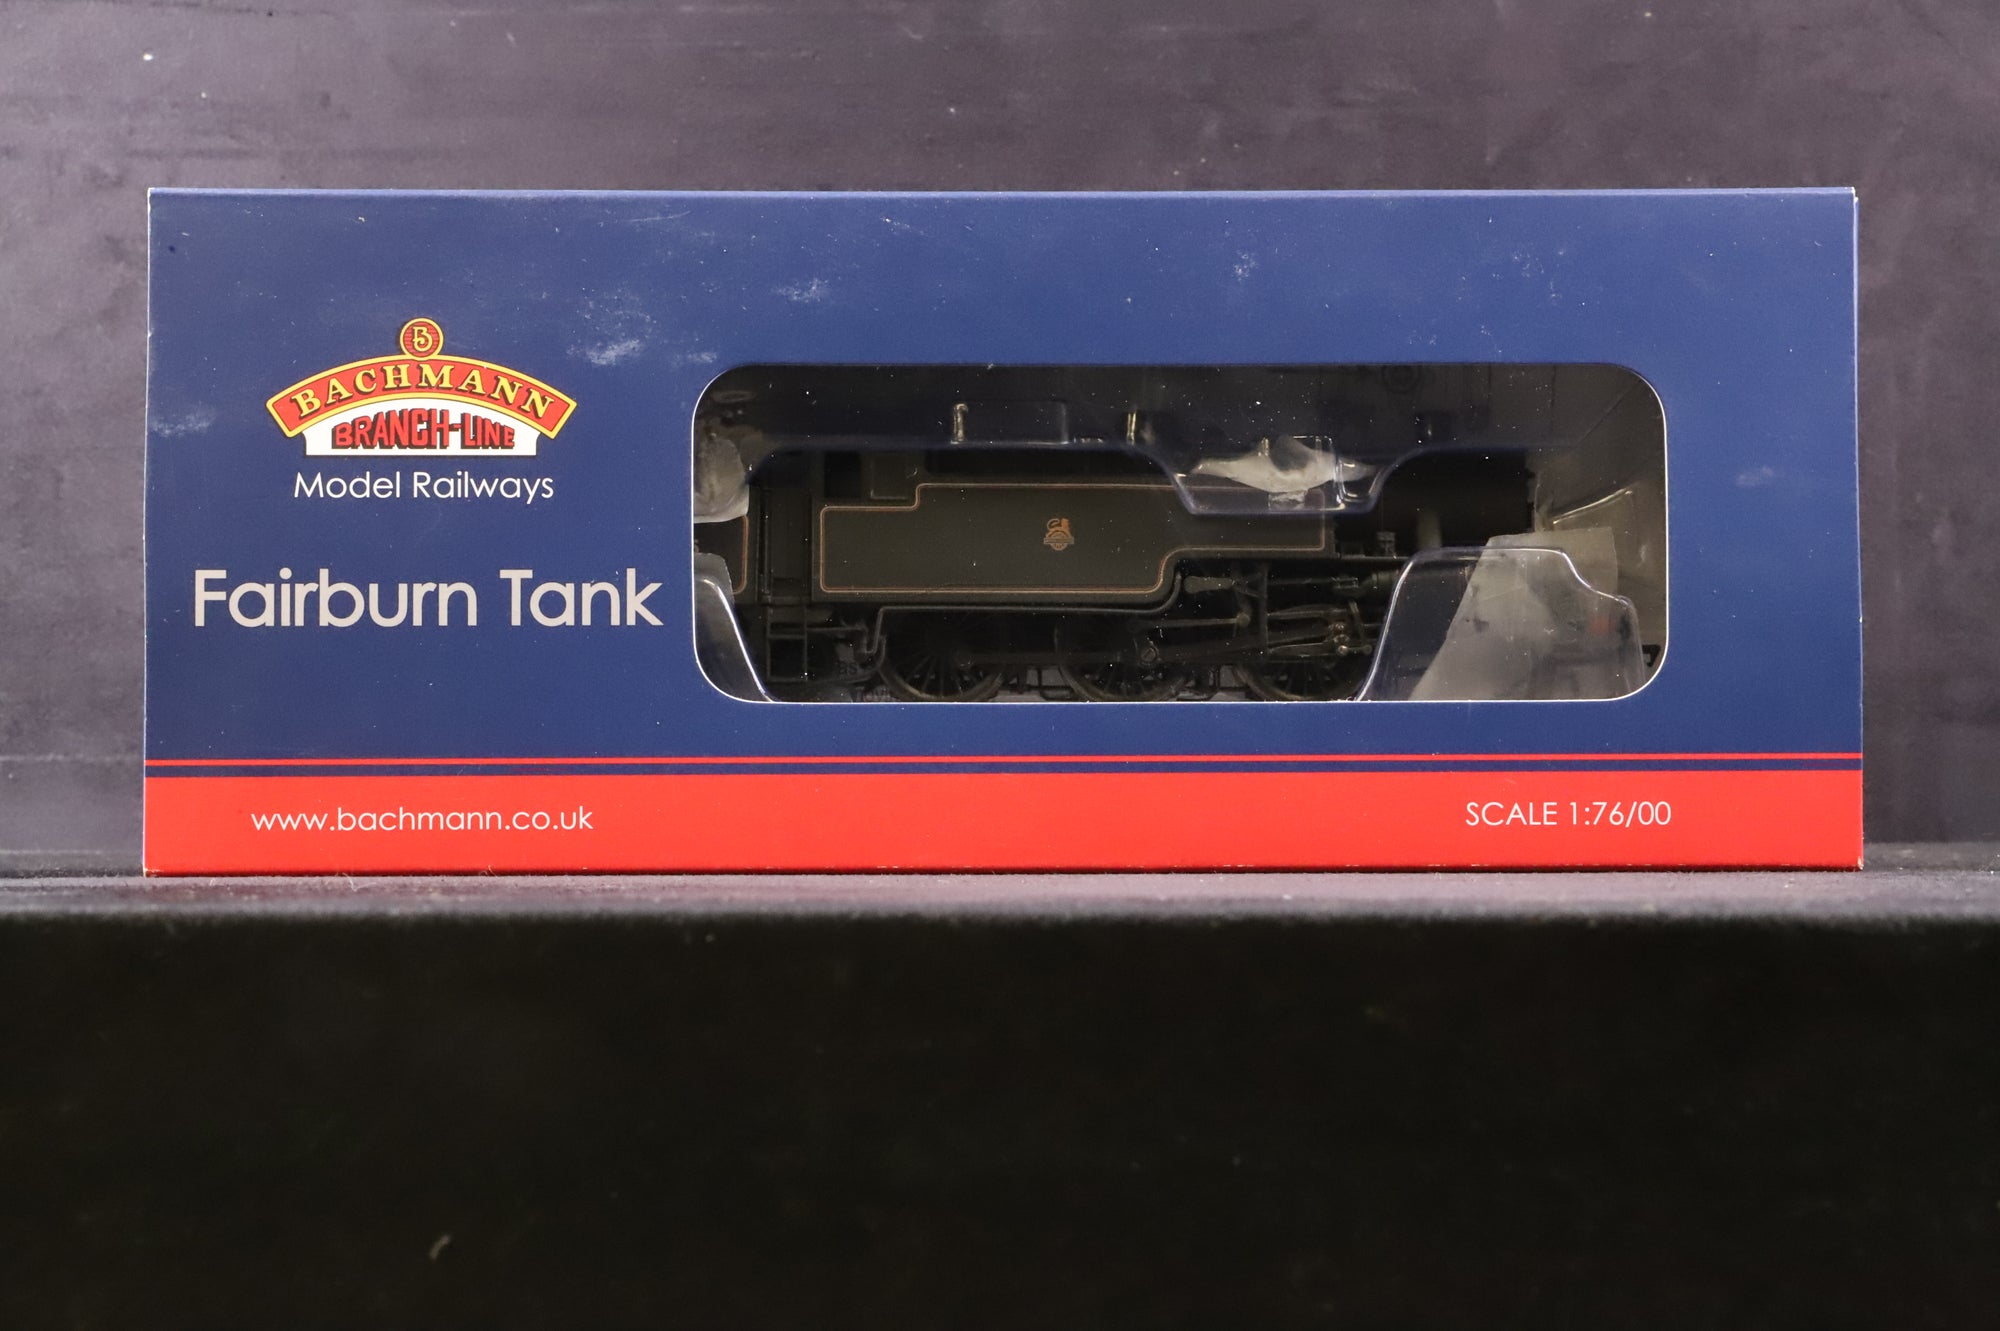 B
BACHMANN
BRANCH-LINE
Model Railways
Fairburn Tank
www.bachmann.co.uk
SCALE 1:76/00